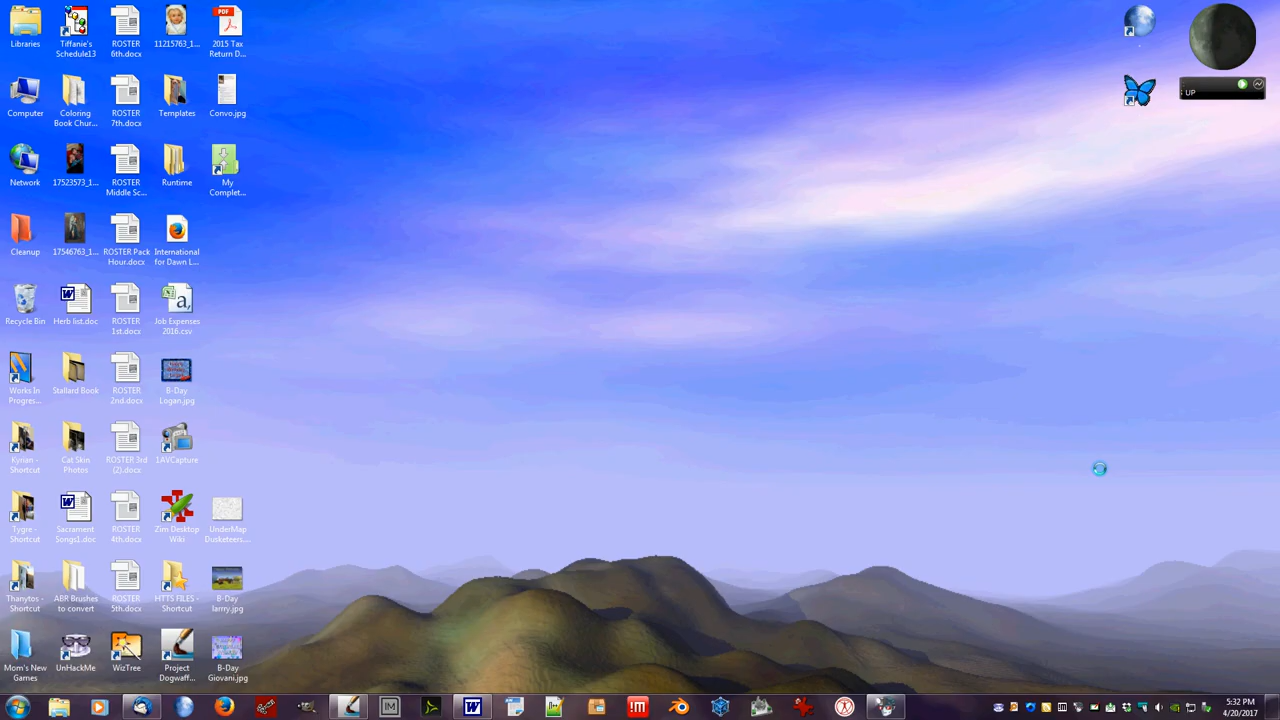 Libraries
Tiffanie's
Schedule13
ROSTER
6th.docx
11215763_1...
PDF
2015 Tax
Return D...
Computer
Coloring
Book Chur...
ROSTER
7th.docx
Templates
Convo.jpg
UP
Network
17523573_1...
ROSTER
Middle Sc...
Runtime
My
Complet...
Cleanup
17546763_1...
ROSTER Pack
Hour.docx
International
for Dawn L...
Recycle Bin
Herb list.doc
ROSTER
1st.docx
a,
Job Expenses
2016.csv
Works In
Progres...
Stallard Book
ROSTER
2nd.docx
B-Day
Logan.jpg
Kyrian -
Shortcut
Cat Skin
Photos
ROSTER 3rd
(2).docx
1AVCapture
Tygre -
Shortcut
Sacrament
Songs1.doc
ROSTER
4th.docx
Zim Desktop
Wiki
UnderMap
Dusketeers....
Thanytos -
Shortcut
ABR Brushes
to convert
ROSTER
5th.docx
HTTS FILES -
Shortcut
B-Day
larry.jpg
Mom's New
Games
UnHackMe
WizTree
Project
Dogwaff...
B-Day
Giovani.jpg
IM
W
!m
5:32 PM
4/20/2017